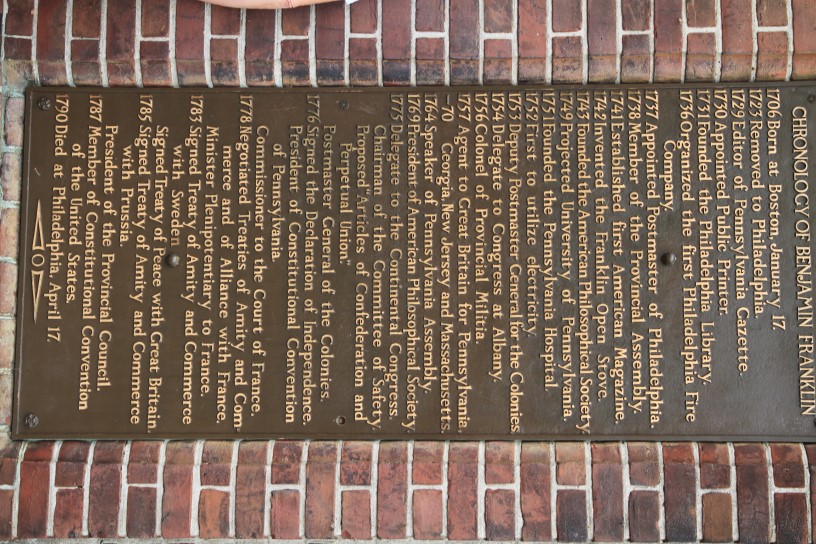 CHRONOLOGY OF BENJAMIN FRANKLIN
1706 Born at Boston, January, 17.
1723 Removed to Philadelphia.
1729 Editor of Pennsylvania Gazette.
1730 Appointed Public Printer.
1731 Founded the Philadelphia Library.
1736 Organized the first Philadelphia Fire
Company.
1737 Appointed Postmaster of Philadelphia.
1738 Member of the Provincial Assembly.
1741 Established first American Magazine.
1742 Invented the Franklin Open Stove.
1743 Founded the American Philosophical Society.
1749 Projected University of Pennsylvania.
1751 Founded the Pennsylvania Hospital
1752 First to utilize electricity.
1753 Deputy Postmaster General for the Colonies.
1754 Delegate to Congress at Albany.
1756 Colonel of Provincial Militia.
1757 Agent to Great Britain for Pennsylvania
-70 Georgia, New Jersey and Massachusetts.
1764 Speaker of Pennsylvania Assembly.
1769 President of American Philosophical Society.
1775 Delegate to the Continental Congress.
Chairman of the Committee of Safety.
Proposed "Articles of Confederation and
Perpetual Union".
Postmaster General of the Colonies.
1776 Signed the Declaration of Independence.
President of Constitutional Convention
of Pennsylvania.
Commissioner to the Court of France.
1778 Negotiated Treaties of Amity and Com-
merce and of Alliance with France.
Minister Plenipotentiary to France.
1783 Signed Treaty of Amity and Commerce
with Sweden
Signed Treaty of Peace with Great Britain.
1785 Signed Treaty of Amity and Commerce
with Prussia.
President of the Provincial Council.
1787 Member of Constitutional Convention
of the United States.
1790 Died at Philadelphia, April 17.